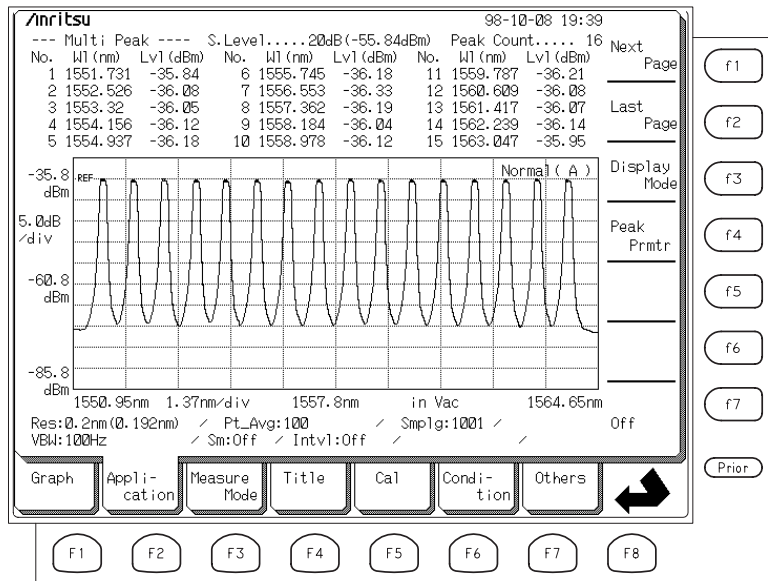 Anritsu 98-10-08 19:39
--- Multi Peak ---- S.Level.....20dB(-55.84dBm) Peak Count..... 16
No. Wl(nm) Lvl(dBm) No. Wl(nm) Lvl(dBm) No. Wl(nm) Lvl(dBm)
1 1551.731 -35.84 6 1555.745 -36.18 11 1559.787 -36.21
2 1552.526 -36.08 7 1556.553 -36.33 12 1560.609 -36.08
3 1553.32 -36.05 8 1557.362 -36.19 13 1561.417 -36.07
4 1554.156 -36.12 9 1558.184 -36.04 14 1562.239 -36.14
5 1554.937 -36.18 10 1558.978 -36.12 15 1563.047 -35.95
Next
Page
Last
Page
Display
Mode
Peak
Prmtr
Off
f1
f2
f3
f4
f5
f6
f7
Prior
-35.8
dBm
REF
Normal( A )
5.0dB
/div
-60.8
dBm
-85.8
dBm
1550.95nm 1.37nm/div 1557.8nm in Vac 1564.65nm
Res:0.2nm(0.192nm) / Pt_Avg:100 / Smplg:1001 /
VBW:100Hz / Sm:Off / Intvl:Off / /
Graph
Appli-
cation
Measure
Mode
Title
Cal
Condi-
tion
Others
F1 F2 F3 F4 F5 F6 F7 F8